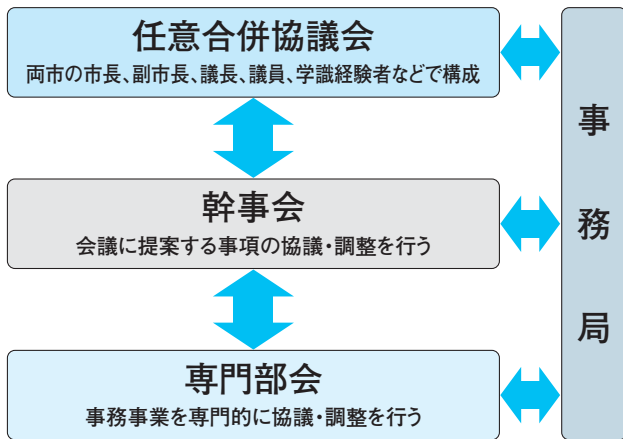 任意合併協議会
両市の市長、副市長、議長、議員、学識経験者などで構成
幹事会
会議に提案する事項の協議・調整を行う
専門部会
事務事業を専門的に協議・調整を行う
事務局